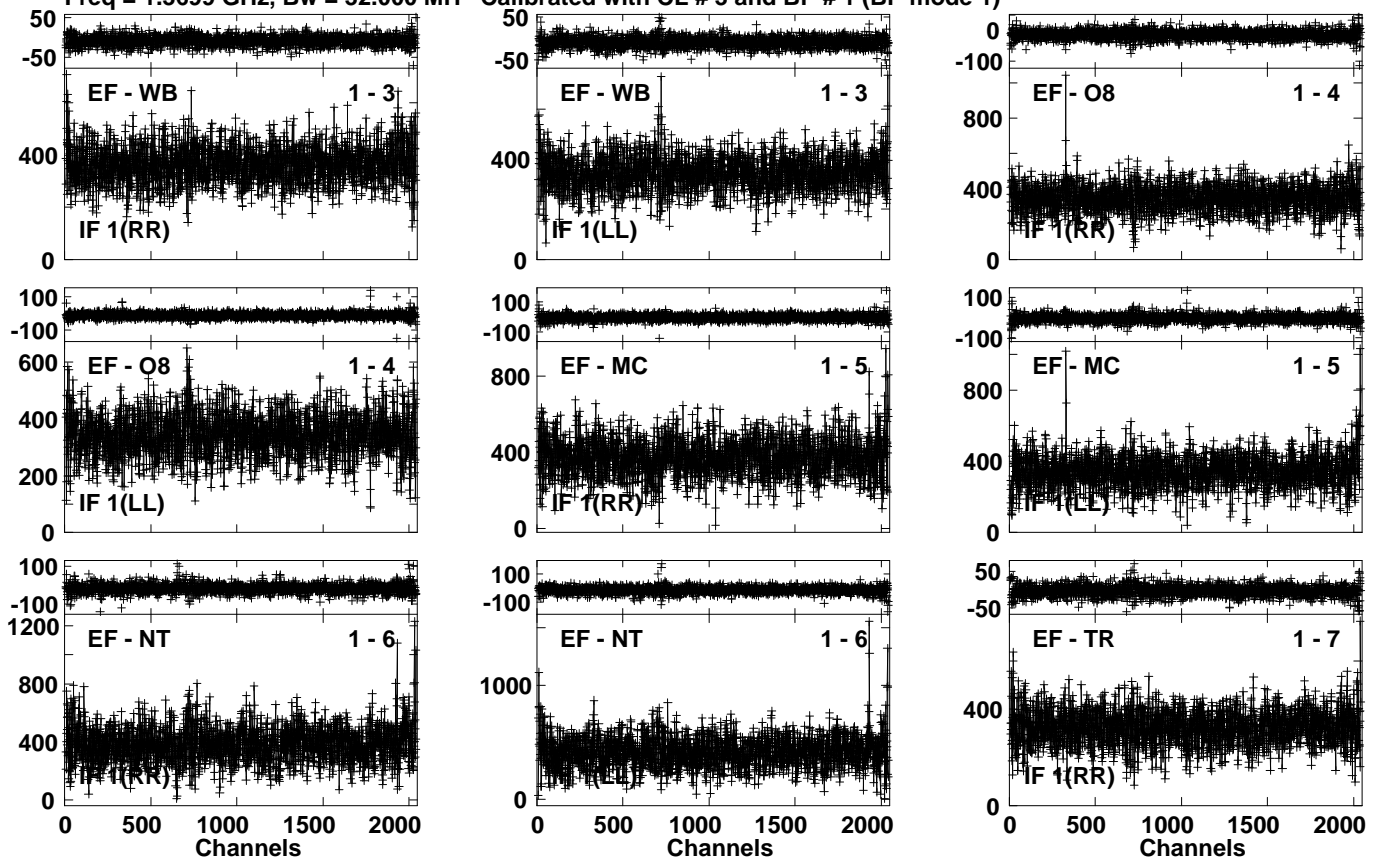 GHz, Bw = Calibrated with and BP # 1 (BP mode 1)
50 50 0
-50 -50 -100
EF - WB 1 - 3 EF - WB 1 - 3 EF - O8 1 - 4
800
400 400 400
IF 1(RR) IF 1(LL) IF 1(RR)
0 0 0
100 100 100
-100 -100 -100
600 EF - O8 1 - 4 EF - MC 1 - 5 EF - MC 1 - 5
800 800
400 400 400
200
IF 1(LL) IF 1(RR) IF 1(LL)
0 0 0
100 100 50
-100 -100 -50
1200 EF - NT 1 - 6 EF - NT 1 - 6 EF - TR 1 - 7
800 1000
400 400
IF 1(RR) IF 1(LL) IF 1(RR)
0 0 0
0 500 1000 1500 2000 0 500 1000 1500 2000 0 500 1000 1500 2000
Channels Channels Channels